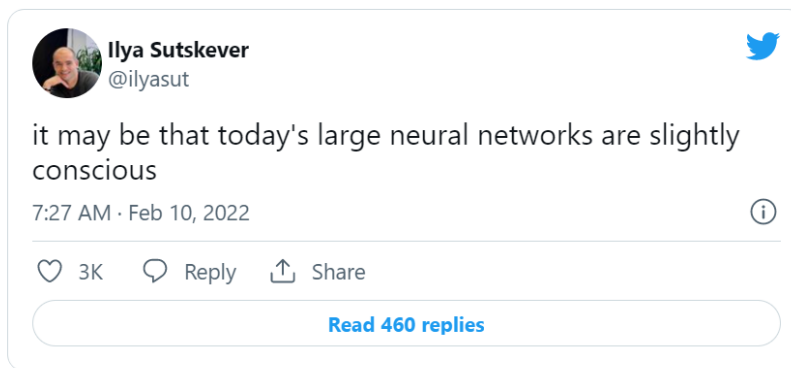 Ilya Sutskever
@ilyasut
it may be that today's large neural networks are slightly
conscious
7:27 AM · Feb 10, 2022
3K Reply Share
Read 460 replies